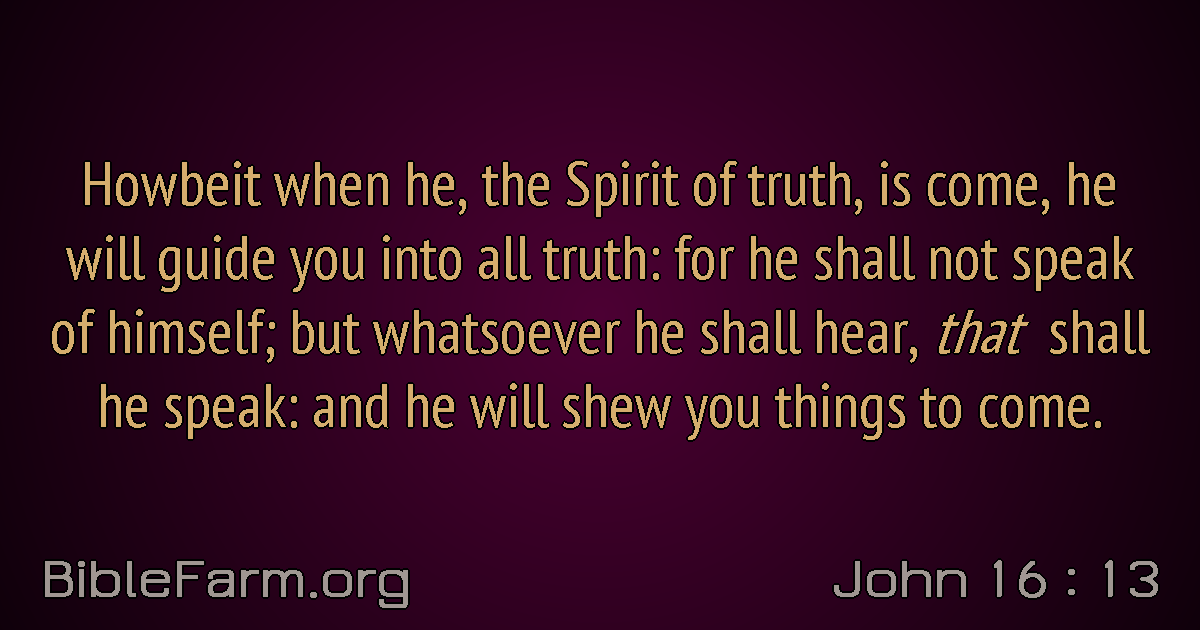 Howbeit when he, the Spirit of truth, is come, he
will guide you into all truth: for he shall not speak
of himself; but whatsoever he shall hear, that shall
he speak: and he will shew you things to come.
BibleFarm.org
John 16 : 13